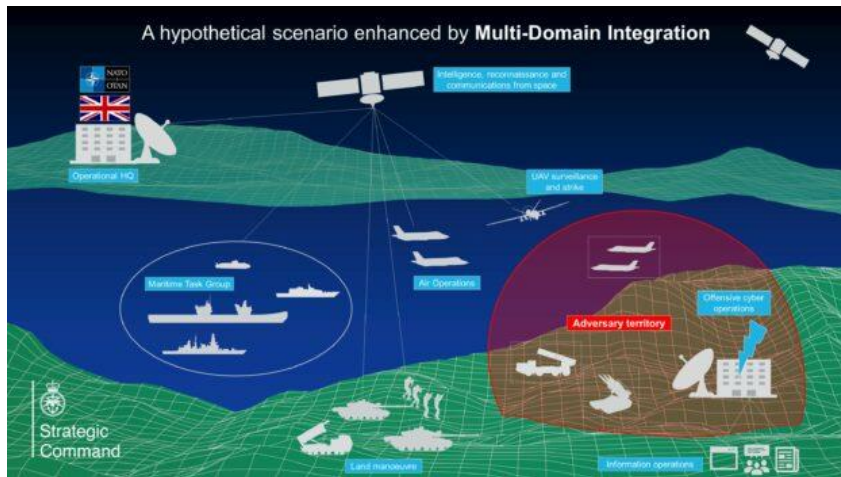 A hypothetical scenario enhanced by Multi-Domain Integration
NATO
OTAN
Intelligence, reconnaissance and
communications from space
Operational HQ
UAV surveillance
and strike
Maritime Task Group
Air Operations
Offensive cyber
operations
Adversary territory
Strategic
Command
Land manoeuvre
Information operations